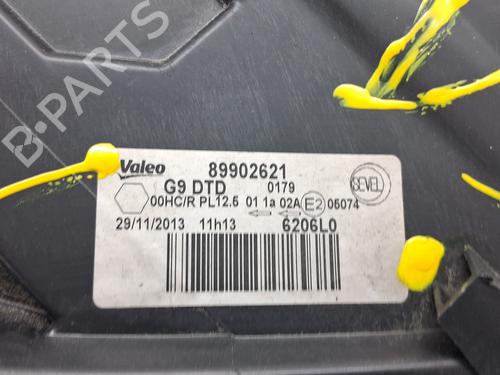 B-PARTS
Valeo 89902621
G9 DTD 0179 SEVEL
00HC/R PL12.5 01 1a 02A E2 05074
29/11/2013 11h13 6206L0